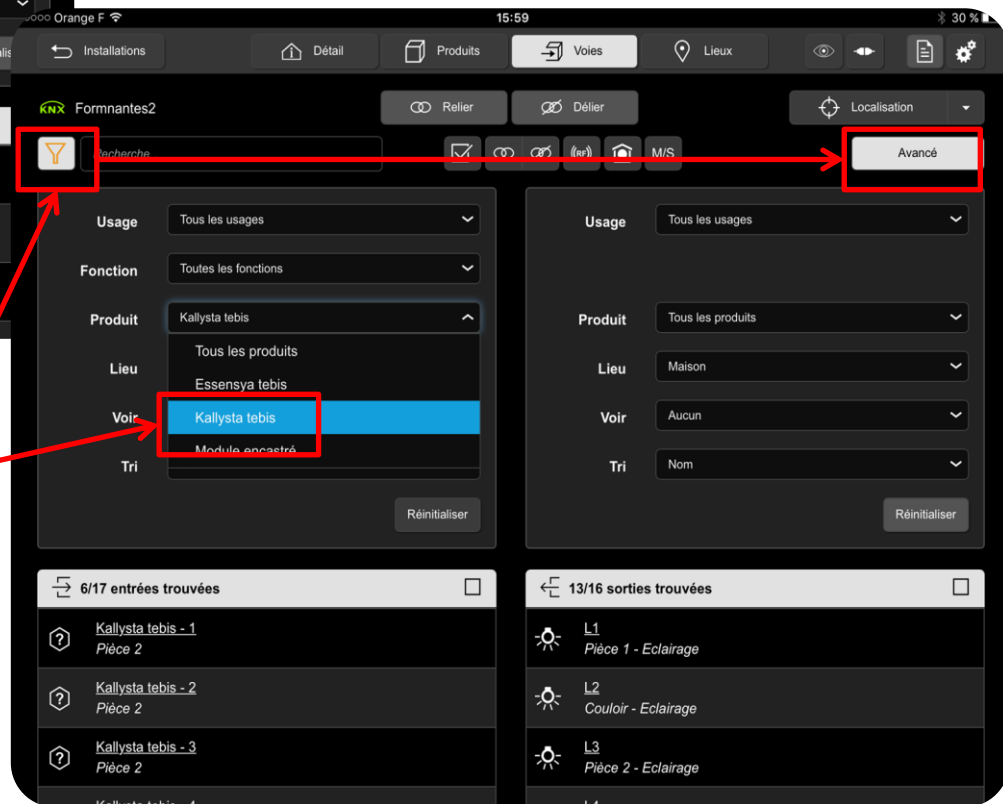 oooo Orange F 15:59 30 %
Installations Détail Produits Voies Lieux
KNX Formnantes2 Relier Délier Localisation
Recherche (RF) M/S Avancé
Usage Tous les usages Usage Tous les usages
Fonction Toutes les fonctions
Produit Kallysta tebis Produit Tous les produits
Tous les produits
Lieu Lieu Maison
Essensya tebis
Voir Kallysta tebis Voir Aucun
Module encastré
Tri Tri Nom
Réinitialiser Réinitialiser
6/17 entrées trouvées 13/16 sorties trouvées
Kallysta tebis - 1 L1
Pièce 2 Pièce 1 - Eclairage
Kallysta tebis - 2 L2
Pièce 2 Couloir - Eclairage
Kallysta tebis - 3 L3
Pièce 2 Pièce 2 - Eclairage